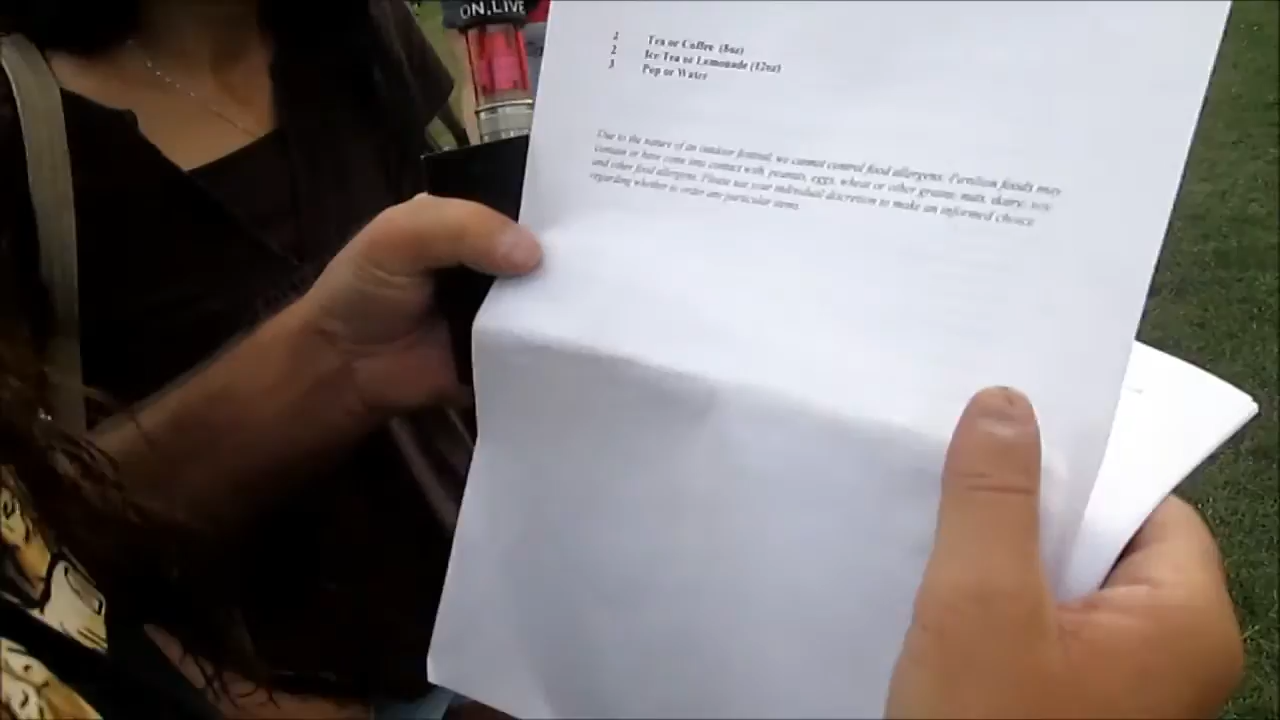 ON,LIVE
1 Tea or Coffee (8oz)
2 Ice Tea or Lemonade (12oz)
3 Pop or Water
Due to the nature of an outdoor festival, we cannot control food allergens. Pavilion foods may
contain or have come into contact with peanuts, eggs, wheat or other grains, nuts, dairy, soy
and other food allergens. Please use your individual discretion to make an informed choice
regarding whether to order any particular items.